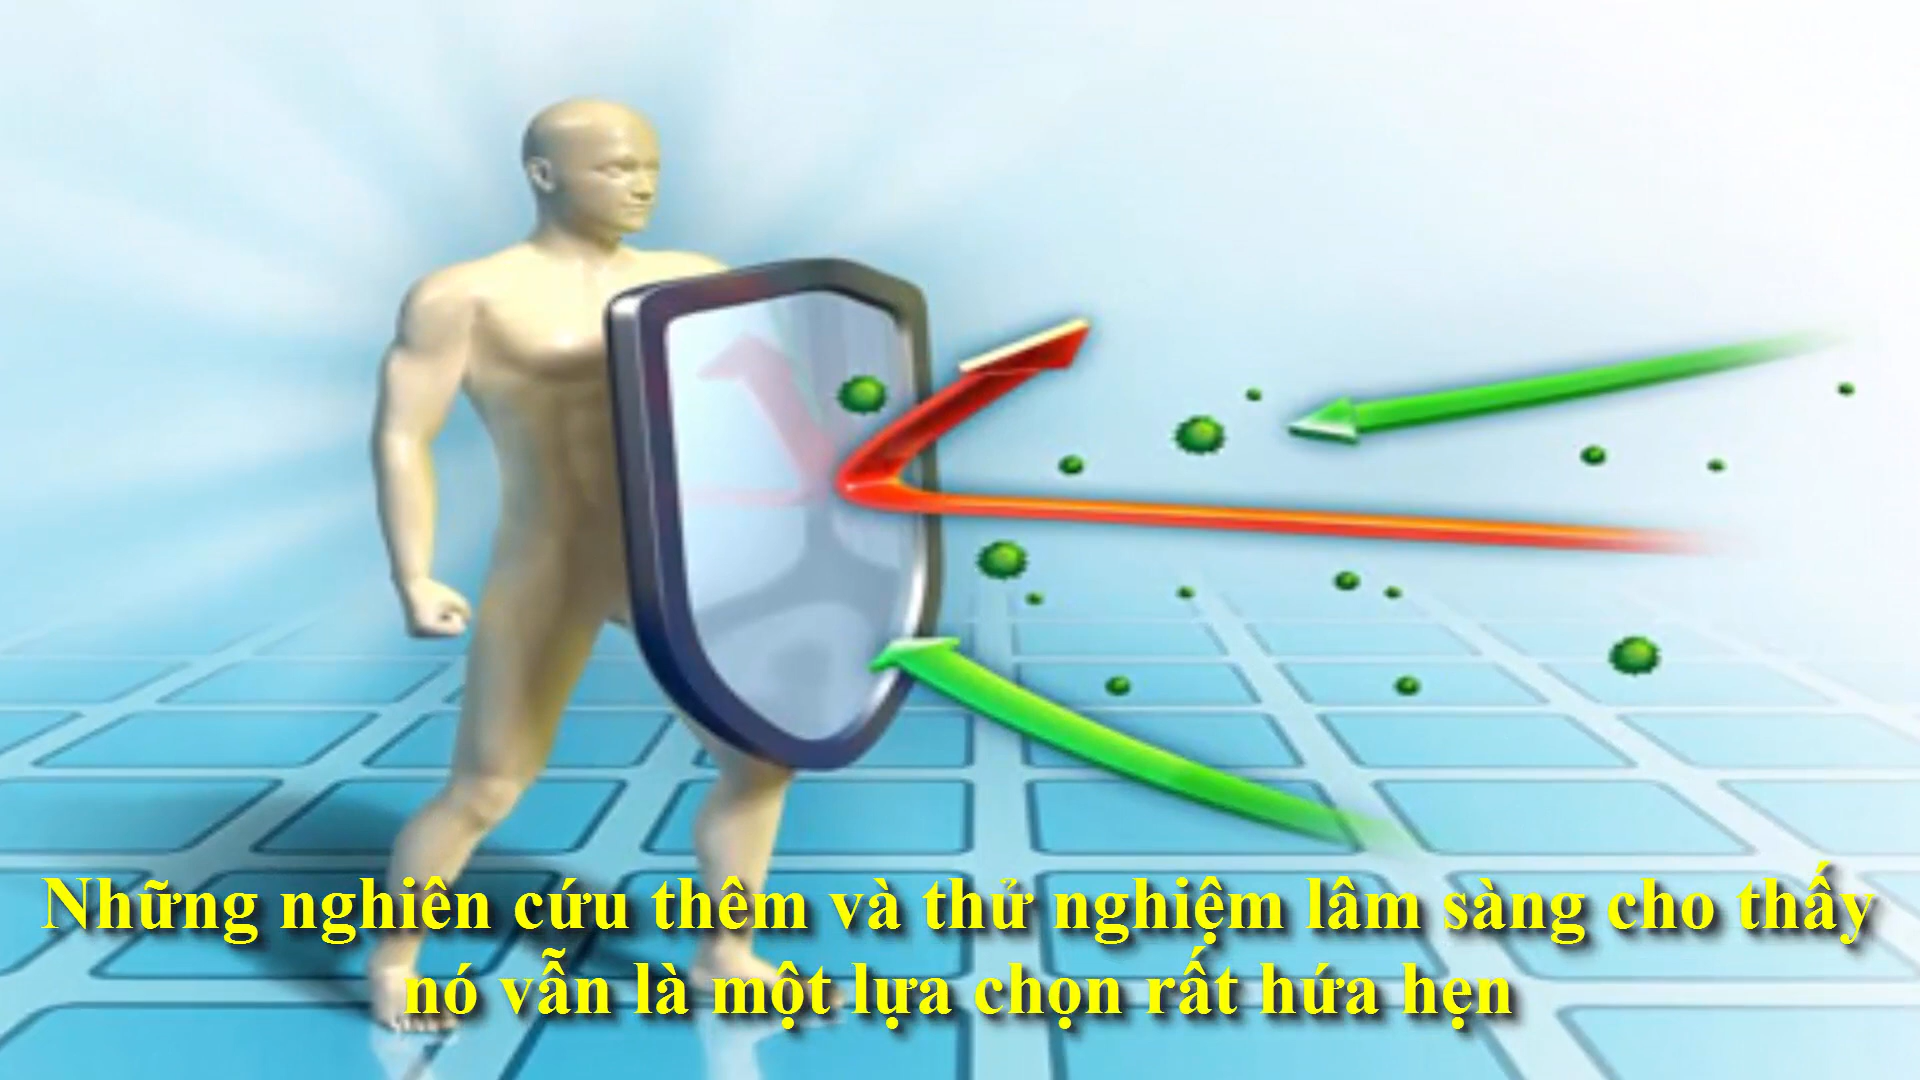 Những nghiên cứu thêm và thử nghiệm lâm sàng cho thấy
nó vẫn là một lựa chọn rất hứa hẹn